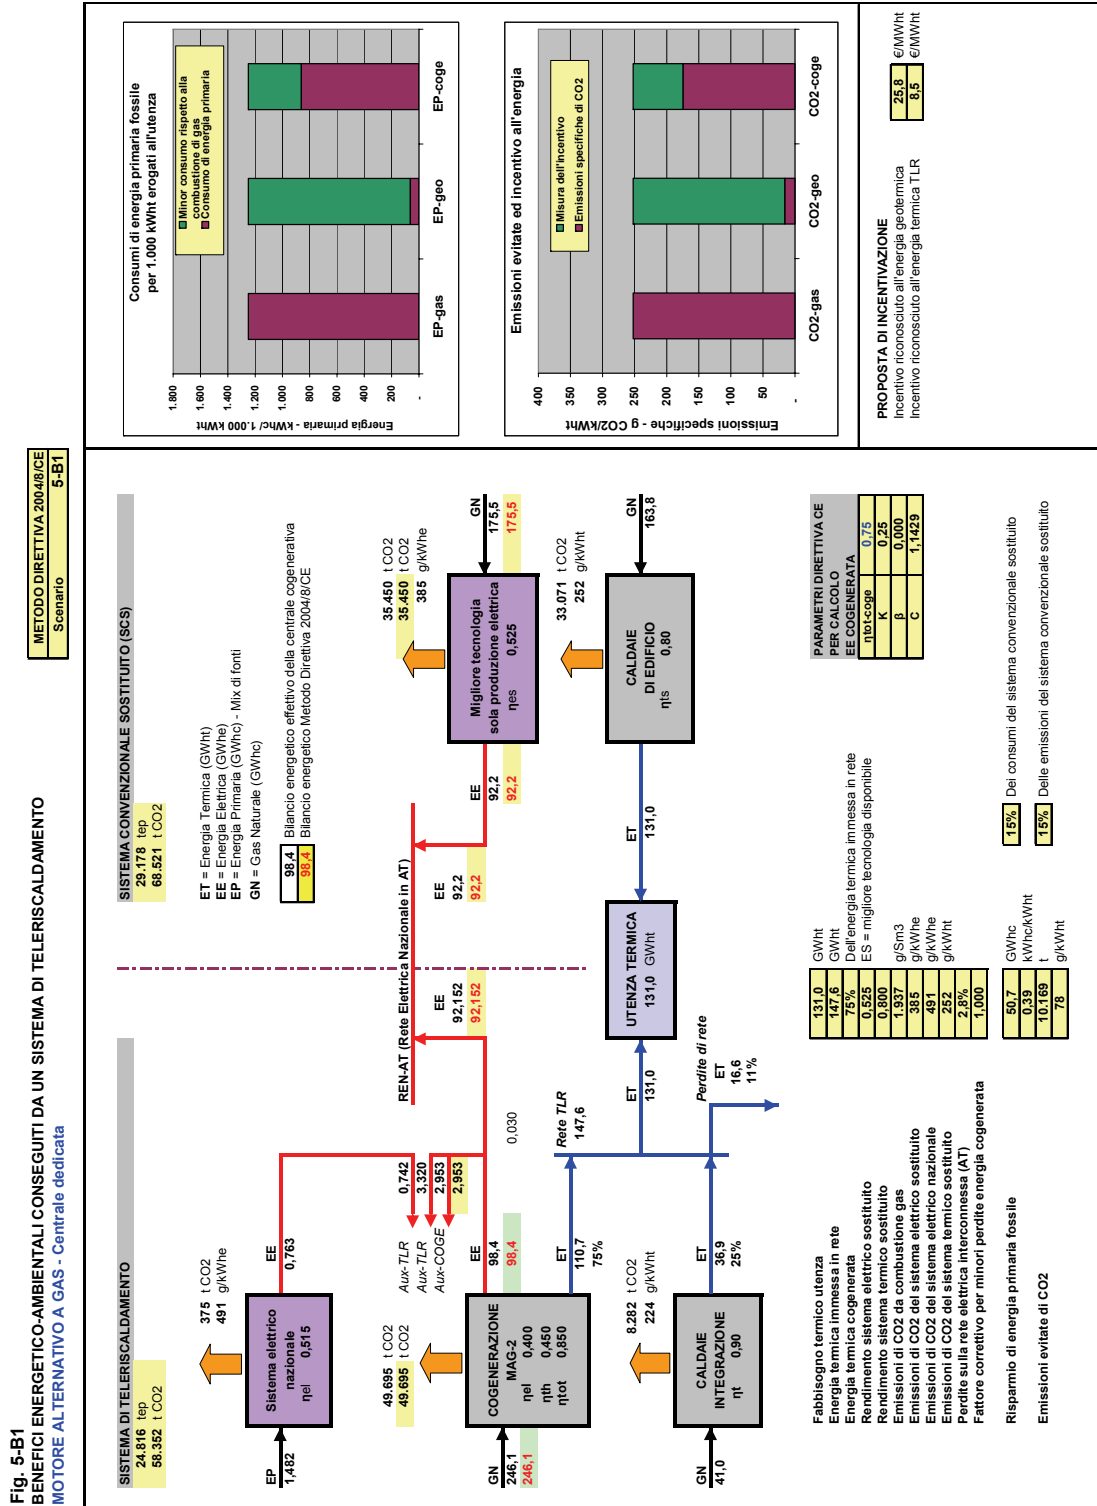 Fig. 5-B1
BENEFICI ENERGETICO-AMBIENTALI CONSEGUITI DA UN SISTEMA DI TELERISCALDAMENTO
MOTORE ALTERNATIVO A GAS - Centrale dedicata
METODO DIRETTIVA 2004/8/CE
Scenario 5-B1
SISTEMA DI TELERISCALDAMENTO
24.816 tep
58.352 t CO2
SISTEMA CONVENZIONALE SOSTITUITO (SCS)
29.178 tep
68.521 t CO2
ET = Energia Termica (GWht)
EE = Energia Elettrica (GWhe)
EP = Energia Primaria (GWhc) - Mix di fonti
GN = Gas Naturale (GWhc)
98,4 Bilancio energetico effettivo della centrale cogenerativa
98,4 Bilancio energetico Metodo Direttiva 2004/8/CE
375 t CO2
491 g/kWhe
EP
1,482
Sistema elettrico
nazionale
ηel 0,515
EE
0,763
REN-AT (Rete Elettrica Nazionale in AT)
Aux-TLR 0,742
Aux-TLR 3,320
Aux-COGE 2,953
2,953
0,030
EE
92,152
92,152
EE
92,2
92,2
EE
92,2
92,2
35.450 t CO2
35.450 t CO2
385 g/kWhe
Migliore tecnologia
sola produzione elettrica
ηes 0,525
GN
175,5
175,5
49.695 t CO2
49.695 t CO2
GN
246,1
246,1
COGENERAZIONE
MAG-2
ηel 0,400
ηth 0,450
ηtot 0,850
EE
98,4
98,4
ET
110,7
75%
Rete TLR
147,6
ET
131,0
UTENZA TERMICA
131,0 GWht
ET
131,0
33.071 t CO2
252 g/kWht
CALDAIE
DI EDIFICIO
ηts 0,80
GN
163,8
8.282 t CO2
224 g/kWht
GN
41,0
CALDAIE
INTEGRAZIONE
ηt 0,90
ET
36,9
25%
Perdite di rete
ET
16,6
11%
Fabbisogno termico utenza 131,0 GWht
Energia termica immessa in rete 147,6 GWht
Energia termica cogenerata 75% Dell'energia termica immessa in rete
Rendimento sistema elettrico sostituito 0,525 ES = migliore tecnologia disponibile
Rendimento sistema termico sostituito 0,800
Emissioni di CO2 da combustione gas 1.937 g/Sm3
Emissioni di CO2 del sistema elettrico sostituito 385 g/kWhe
Emissioni di CO2 del sistema elettrico nazionale 491 g/kWhe
Emissioni di CO2 del sistema termico sostituito 252 g/kWht
Perdite sulla rete elettrica interconnessa (AT) 2,8%
Fattore correttivo per minori perdite energia cogenerata 1,000
Risparmio di energia primaria fossile 50,7 GWhc 15% Dei consumi del sistema convenzionale sostituito
0,39 kWhc/kWht
Emissioni evitate di CO2 10.169 t 15% Delle emissioni del sistema convenzionale sostituito
78 g/kWht
PARAMETRI DIRETTIVA CE
PER CALCOLO
EE COGENERATA
ηtot-coge 0,75
K 0,25
β 0,000
C 1,1429
Consumi di energia primaria fossile
per 1.000 kWht erogati all'utenza
Minor consumo rispetto alla
combustione di gas
Consumo di energia primaria
Energia primaria - kWhc/ 1.000 kWht
1.800
1.600
1.400
1.200
1.000
800
600
400
200
-
EP-gas
EP-geo
EP-coge
Emissioni evitate ed incentivo all'energia
Misura dell'incentivo
Emissioni specifiche di CO2
Emissioni specifiche - g CO2/kWht
400
350
300
250
200
150
100
50
-
CO2-gas
CO2-geo
CO2-coge
PROPOSTA DI INCENTIVAZIONE
Incentivo riconosciuto all'energia geotermica 25,8 €/MWht
Incentivo riconosciuto all'energia termica TLR 8,5 €/MWht